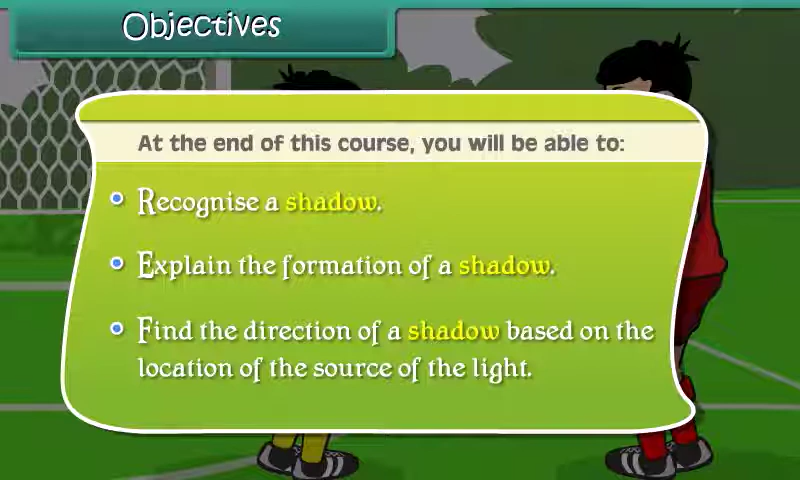 Objectives
At the end of this course, you will be able to:
Recognise a shadow.
Explain the formation of a shadow.
Find the direction of a shadow based on the
location of the source of the light.